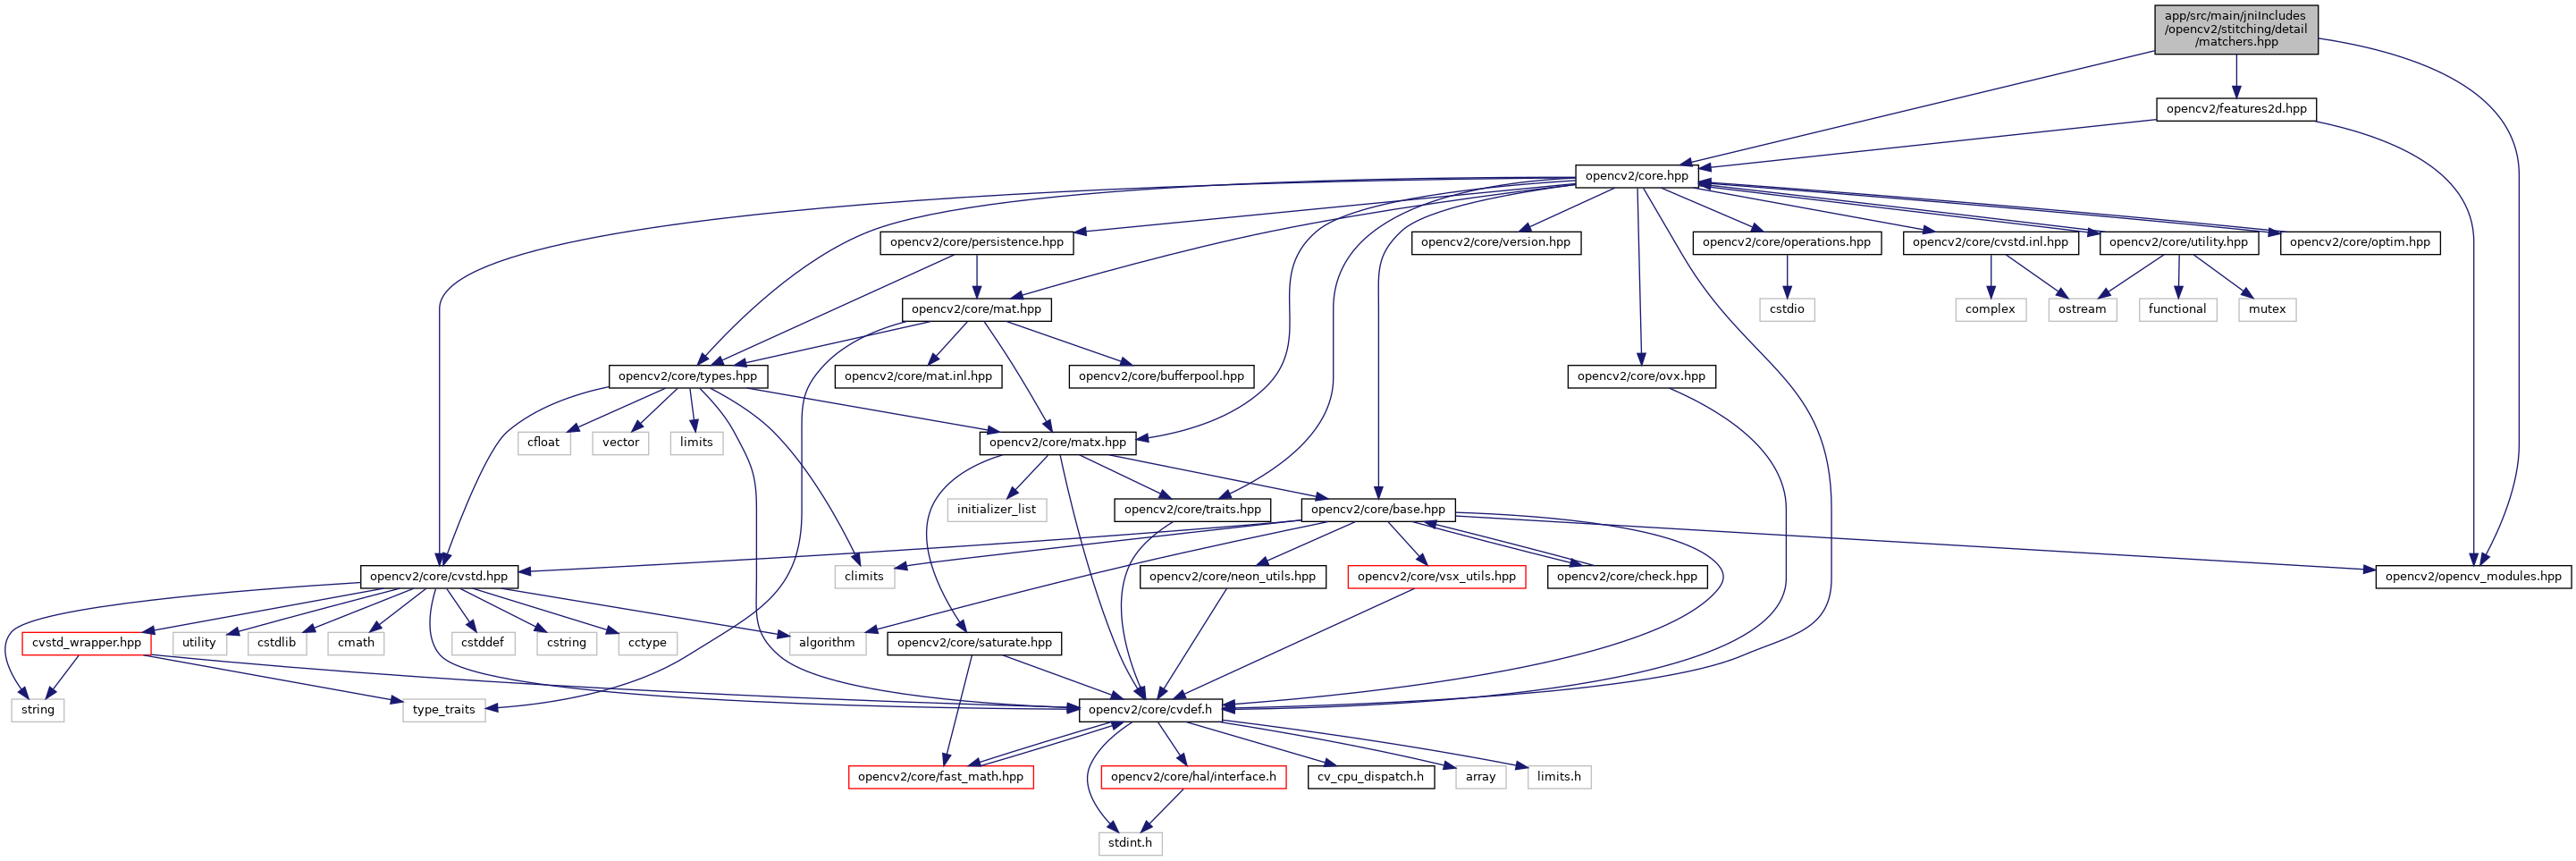 app/src/main/jniIncludes
/opencv2/stitching/detail
/matchers.hpp
opencv2/features2d.hpp
opencv2/core.hpp
opencv2/core/persistence.hpp
opencv2/core/version.hpp
opencv2/core/operations.hpp
opencv2/core/cvstd.inl.hpp
opencv2/core/utility.hpp
opencv2/core/optim.hpp
opencv2/core/mat.hpp
cstdio
complex
ostream
functional
mutex
opencv2/core/types.hpp
opencv2/core/mat.inl.hpp
opencv2/core/bufferpool.hpp
opencv2/core/ovx.hpp
cfloat
vector
limits
opencv2/core/matx.hpp
initializer_list
opencv2/core/traits.hpp
opencv2/core/base.hpp
opencv2/core/cvstd.hpp
climits
opencv2/core/neon_utils.hpp
opencv2/core/vsx_utils.hpp
opencv2/core/check.hpp
opencv2/opencv_modules.hpp
cvstd_wrapper.hpp
utility
cstdlib
cmath
cstddef
cstring
cctype
algorithm
opencv2/core/saturate.hpp
string
type_traits
opencv2/core/cvdef.h
opencv2/core/fast_math.hpp
opencv2/core/hal/interface.h
cv_cpu_dispatch.h
array
limits.h
stdint.h